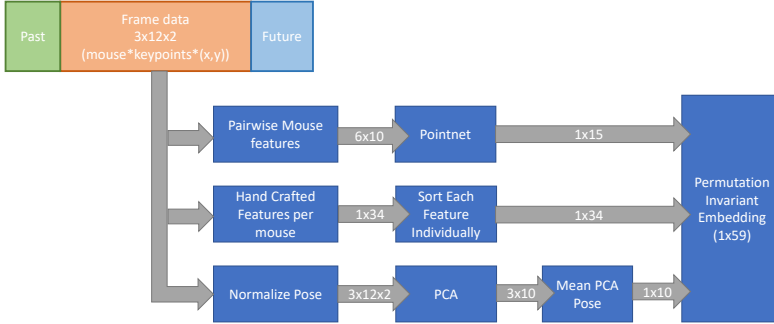 Past
Frame data
3x12x2
(mouse*keypoints*(x,y))
Future
Pairwise Mouse
features
6x10
Pointnet
1x15
Hand Crafted
Features per
mouse
1x34
Sort Each
Feature
Individually
1x34
Normalize Pose
3x12x2
PCA
3x10
Mean PCA
Pose
1x10
Permutation
Invariant
Embedding
(1x59)